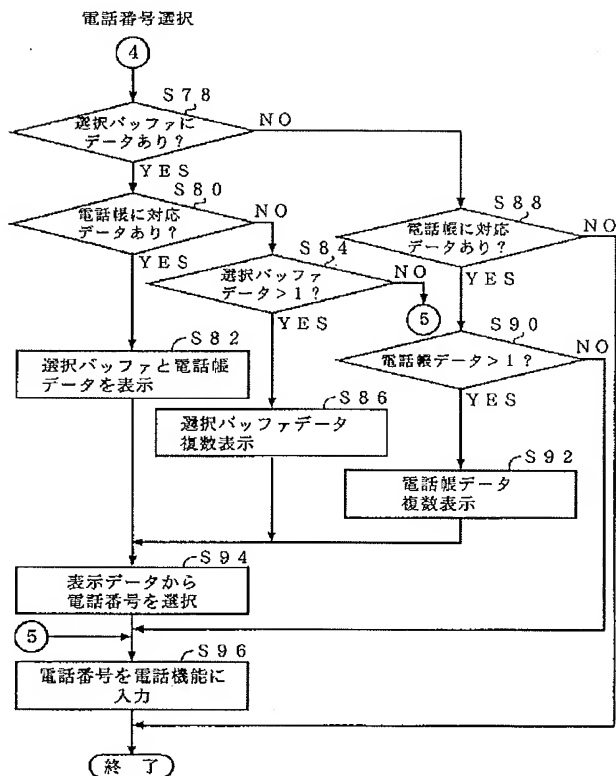 電話番号選択
④
S78
選択バッファに
データあり？
NO
YES
S80
電話帳に対応
データあり？
NO
YES
S88
電話帳に対応
データあり？
NO
YES
S84
選択バッファ
データ＞1？
NO
YES
⑤
S90
電話帳データ＞1？
NO
YES
S82
選択バッファと電話帳
データを表示
S86
選択バッファデータ
複数表示
S92
電話帳データ
複数表示
S94
表示データから
電話番号を選択
⑤
S96
電話番号を電話機能に
入力
終了